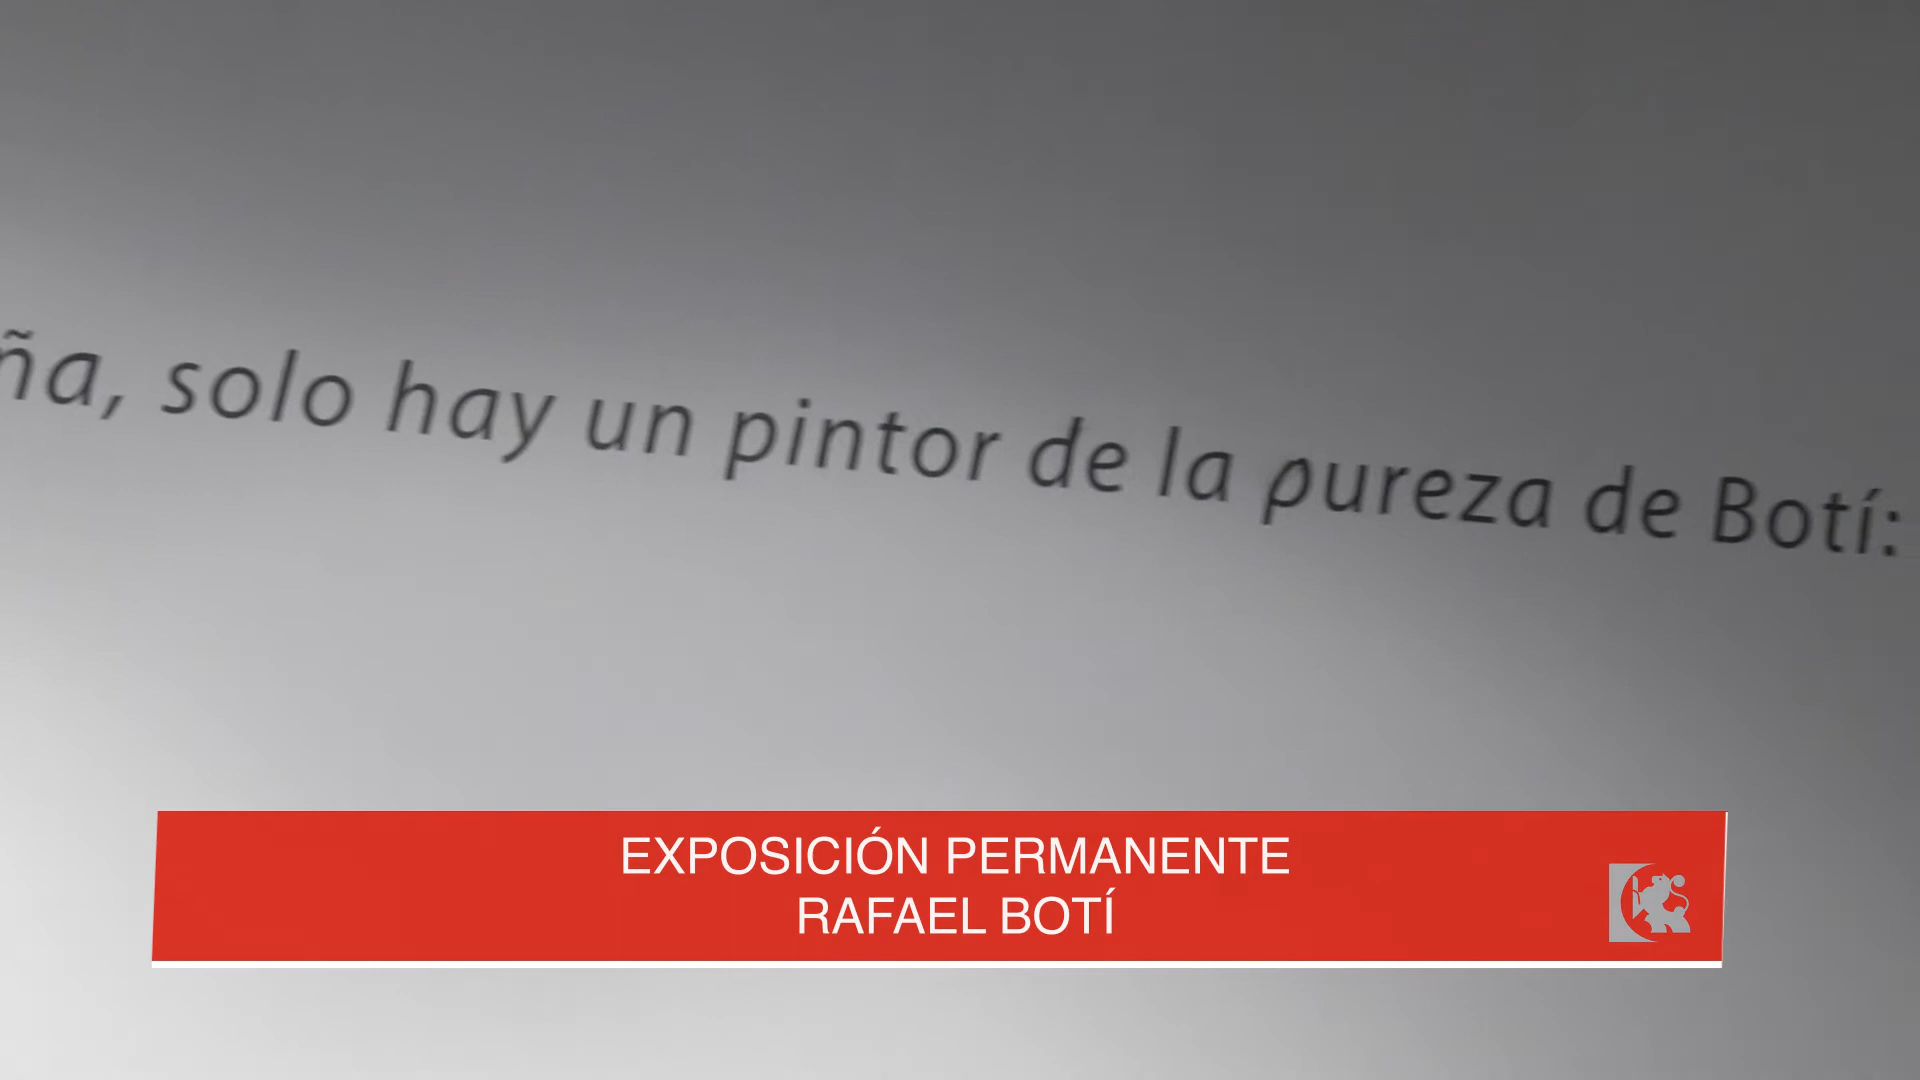 ña, solo hay un pintor de la pureza de Botí:
EXPOSICIÓN PERMANENTE
RAFAEL BOTÍ